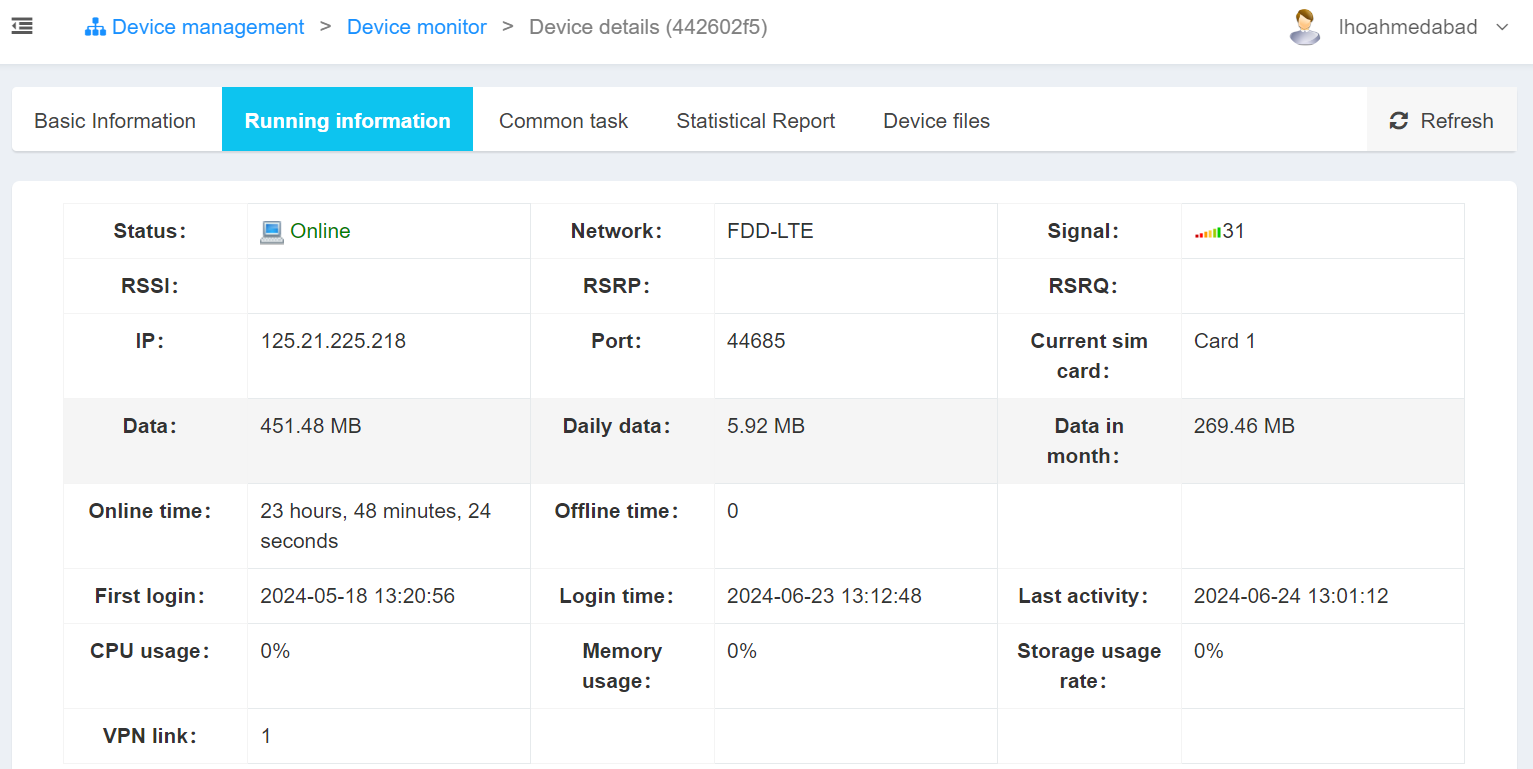 Device management > Device monitor > Device details (442602f5) lhoahmedabad
Basic Information Running information Common task Statistical Report Device files Refresh
Status: Online Network: FDD-LTE Signal: 31
RSSI: RSRP: RSRQ:
IP: 125.21.225.218 Port: 44685 Current sim card: Card 1
Data: 451.48 MB Daily data: 5.92 MB Data in month: 269.46 MB
Online time: 23 hours, 48 minutes, 24 seconds Offline time: 0
First login: 2024-05-18 13:20:56 Login time: 2024-06-23 13:12:48 Last activity: 2024-06-24 13:01:12
CPU usage: 0% Memory usage: 0% Storage usage rate: 0%
VPN link: 1